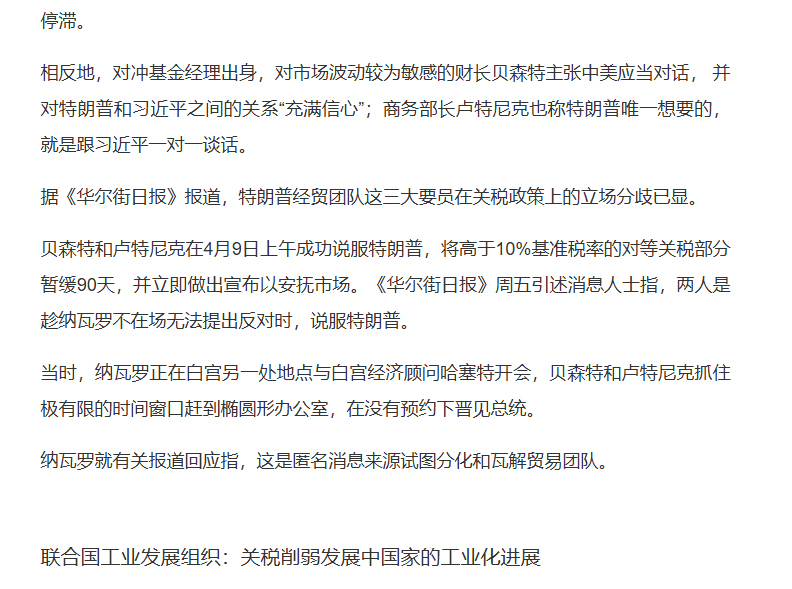 停滞。
相反地，对冲基金经理出身，对市场波动较为敏感的财长贝森特主张中美应当对话， 并
对特朗普和习近平之间的关系“充满信心”；商务部长卢特尼克也称特朗普唯一想要的，
就是跟习近平一对一谈话。
据《华尔街日报》报道，特朗普经贸团队这三大要员在关税政策上的立场分歧已显。
贝森特和卢特尼克在4月9日上午成功说服特朗普，将高于10%基准税率的对等关税部分
暂缓90天，并立即做出宣布以安抚市场。《华尔街日报》周五引述消息人士指，两人是
趁纳瓦罗不在场无法提出反对时，说服特朗普。
当时，纳瓦罗正在白宫另一处地点与白宫经济顾问哈塞特开会，贝森特和卢特尼克抓住
极有限的时间窗口赶到椭圆形办公室，在没有预约下晋见总统。
纳瓦罗就有关报道回应指，这是匿名消息来源试图分化和瓦解贸易团队。
联合国工业发展组织：关税削弱发展中国家的工业化进展